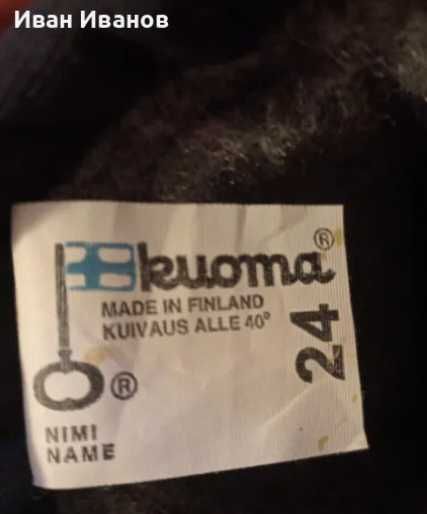 Иван Иванов
kuoma®
MADE IN FINLAND
KUIVAUS ALLE 40°
24
®
NIMI
NAME